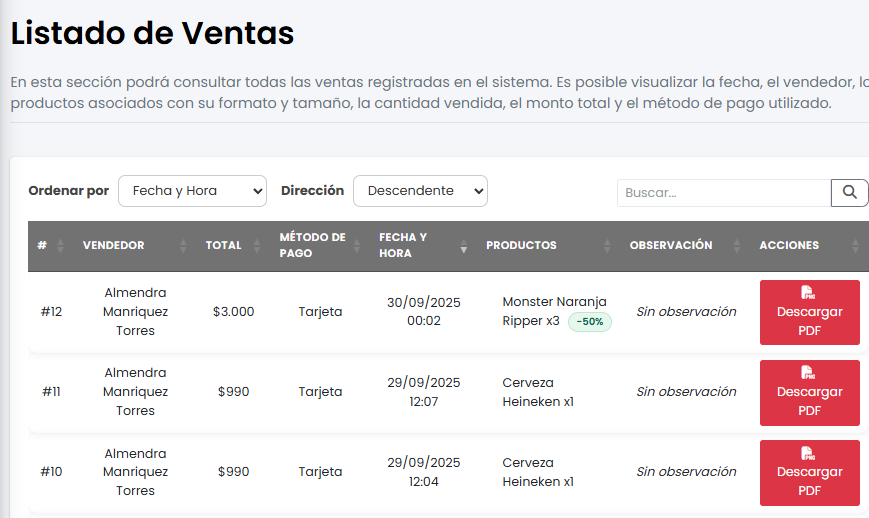 Listado de Ventas
En esta sección podrá consultar todas las ventas registradas en el sistema. Es posible visualizar la fecha, el vendedor, lo
productos asociados con su formato y tamaño, la cantidad vendida, el monto total y el método de pago utilizado.
Ordenar por Fecha y Hora Dirección Descendente Buscar...
# VENDEDOR TOTAL MÉTODO DE PAGO FECHA Y HORA PRODUCTOS OBSERVACIÓN ACCIONES
#12 Almendra Manriquez Torres $3.000 Tarjeta 30/09/2025 00:02 Monster Naranja Ripper x3 -50% Sin observación PNG Descargar PDF
#11 Almendra Manriquez Torres $990 Tarjeta 29/09/2025 12:07 Cerveza Heineken x1 Sin observación PNG Descargar PDF
#10 Almendra Manriquez Torres $990 Tarjeta 29/09/2025 12:04 Cerveza Heineken x1 Sin observación PNG Descargar PDF